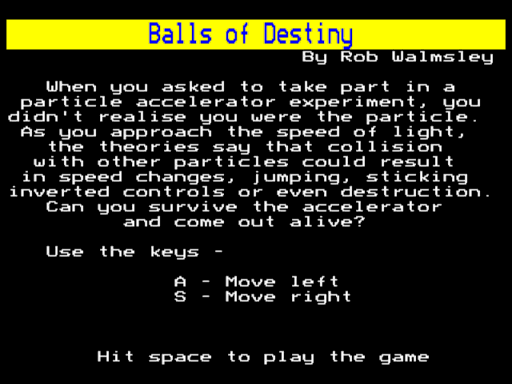 Balls of Destiny
By Rob Walmsley
When you asked to take part in a
particle accelerator experiment, you
didn't realise you were the particle.
As you approach the speed of light,
the theories say that collision
with other particles could result
in speed changes, jumping, sticking
inverted controls or even destruction.
Can you survive the accelerator
and come out alive?
Use the keys -
A - Move left
S - Move right
Hit space to play the game